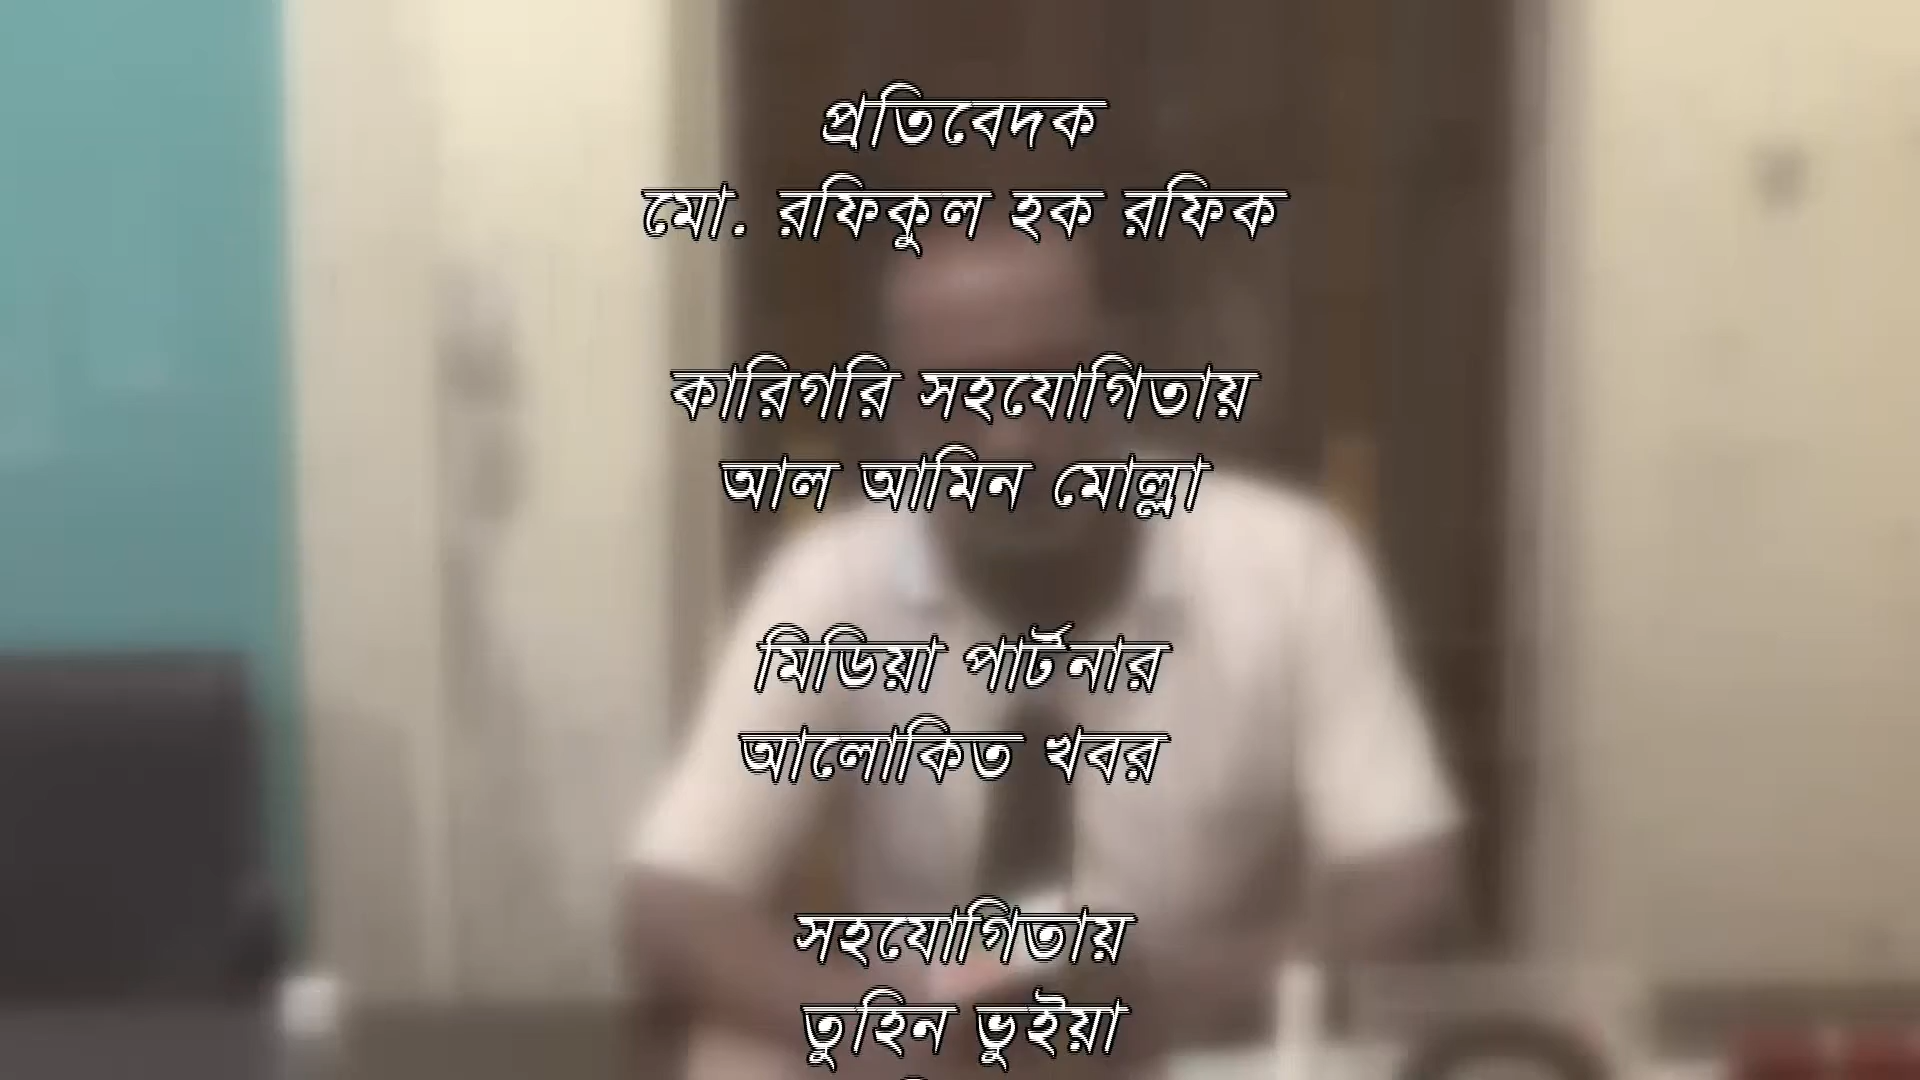 প্রতিবেদক
মো. রফিকুল হক রফিক
কারিগরি সহযোগিতায়
আল আমিন মোল্লা
মিডিয়া পার্টনার
আলোকিত খবর
সহযোগিতায়
তুহিন ভুইয়া